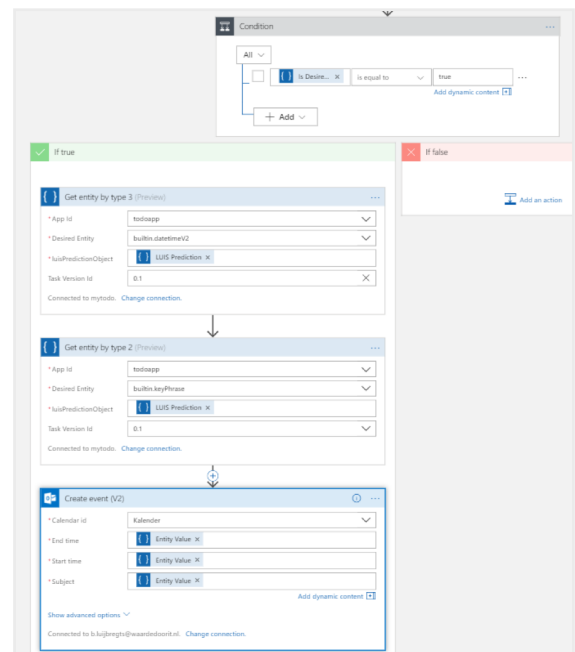 Condition
All
Is Desire... × is equal to true
Add dynamic content
+ Add
If true
If false
Add an action
Get entity by type 3 (Preview)
* App Id todoapp
* Desired Entity builtin.datetimeV2
* luisPredictionObject LUIS Prediction ×
Task Version Id 0.1
Connected to mytodo. Change connection.
Get entity by type 2 (Preview)
* App Id todoapp
* Desired Entity builtin.keyPhrase
* luisPredictionObject LUIS Prediction ×
Task Version Id 0.1
Connected to mytodo. Change connection.
Create event (V2)
* Calendar id Kalender
* End time Entity Value ×
* Start time Entity Value ×
* Subject Entity Value ×
Add dynamic content
Show advanced options
Connected to b.luijbregts@waardedoorit.nl. Change connection.